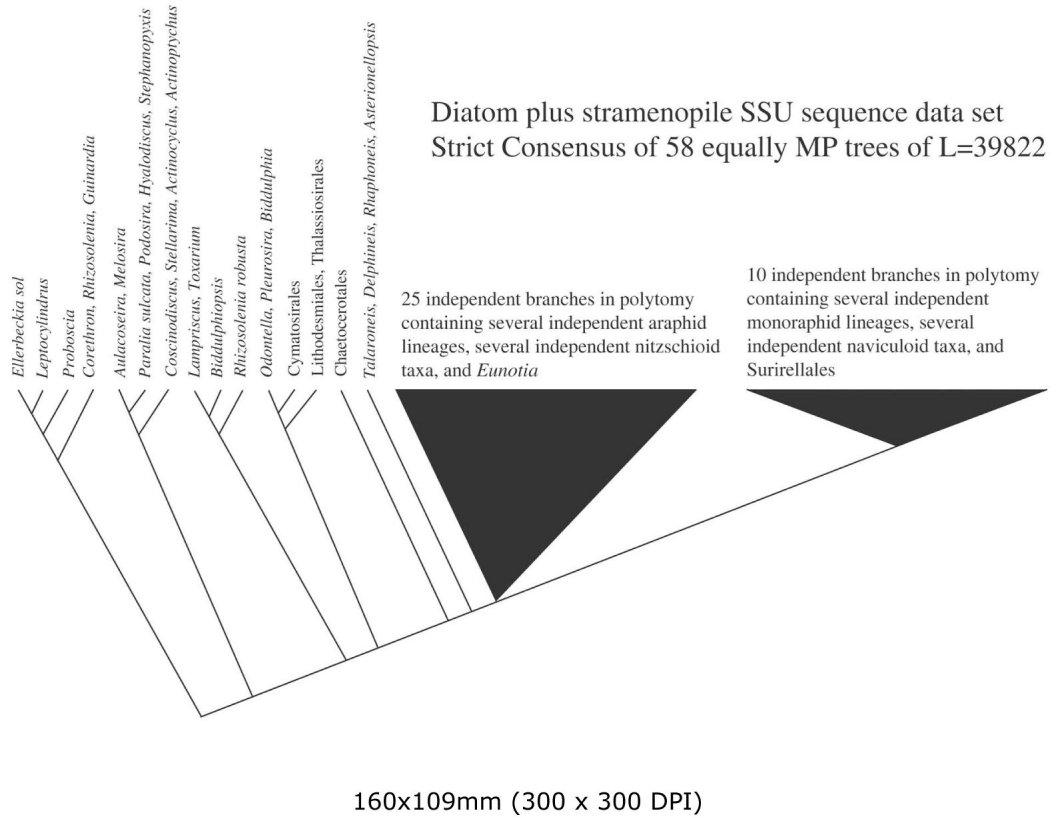 Ellerbeckia sol
Leptocylindrus
Proboscia
Corethron, Rhizosolenia, Guinardia
Aulacoseira, Melosira
Paralia sulcata, Podosira, Hyalodiscus, Stephanopyxis
Coscinodiscus, Stellarima, Actinocyclus, Actinoptychus
Lampriscus, Toxarium
Biddulphiopsis
Rhizosolenia robusta
Odontella, Pleurosira, Biddulphia
Cymatosirales
Lithodesmiales, Thalassiosirales
Chaetocerotales
Talaroneis, Delphineis, Rhaphoneis, Asterionellopsis
Diatom plus stramenopile SSU sequence data set
Strict Consensus of 58 equally MP trees of L=39822
25 independent branches in polytomy
containing several independent araphid
lineages, several independent nitzschioid
taxa, and Eunotia
10 independent branches in polytomy
containing several independent
monoraphid lineages, several
independent naviculoid taxa, and
Surirellales
160x109mm (300 x 300 DPI)